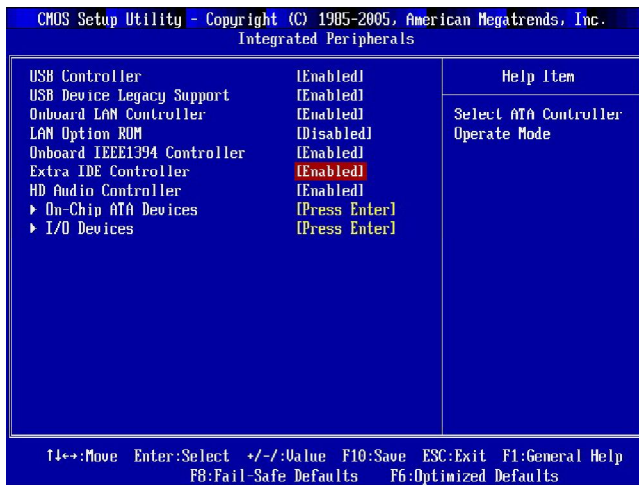 CMOS Setup Utility - Copyright (C) 1985-2005, American Megatrends, Inc.
Integrated Peripherals
USB Controller [Enabled]
USB Device Legacy Support [Enabled]
Onboard LAN Controller [Enabled]
LAN Option ROM [Disabled]
Onboard IEEE1394 Controller [Enabled]
Extra IDE Controller [Enabled]
HD Audio Controller [Enabled]
▶ On-Chip ATA Devices [Press Enter]
▶ I/O Devices [Press Enter]
Help Item
Select ATA Controller
Operate Mode
↑↓←→:Move Enter:Select +/-/:Value F10:Save ESC:Exit F1:General Help
F8:Fail-Safe Defaults F6:Optimized Defaults